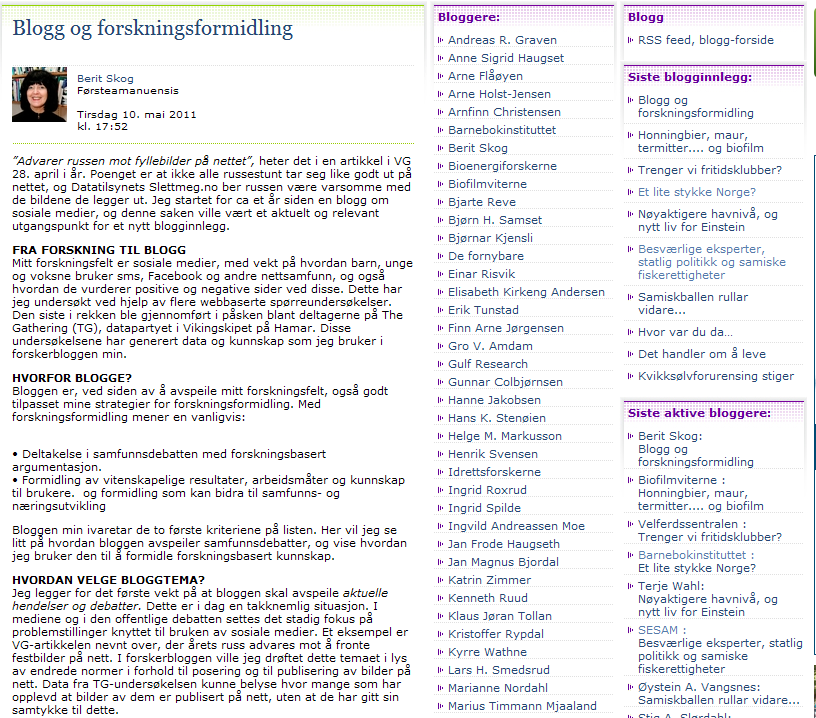 Blogg og forskningsformidling
Berit Skog
Førsteamanuensis
Tirsdag 10. mai 2011
kl. 17:52
"Advarer russen mot fyllebilder på nettet", heter det i en artikkel i VG
28. april i år. Poenget er at ikke alle russestunt tar seg like godt ut på
nettet, og Datatilsynets Slettmeg.no ber russen være varsomme med
de bildene de legger ut. Jeg startet for ca et år siden en blogg om
sosiale medier, og denne saken ville vært et aktuelt og relevant
utgangspunkt for et nytt blogginnlegg.
FRA FORSKNING TIL BLOGG
Mitt forskningsfelt er sosiale medier, med vekt på hvordan barn, unge
og voksne bruker sms, Facebook og andre nettsamfunn, og også
hvordan de vurderer positive og negative sider ved disse. Dette har
jeg undersøkt ved hjelp av flere webbaserte spørreundersøkelser.
Den siste i rekken ble gjennomført i påsken blant deltagerne på The
Gathering (TG), datapartyet i Vikingskipet på Hamar. Disse
undersøkelsene har generert data og kunnskap som jeg bruker i
forskerbloggen min.
HVORFOR BLOGGE?
Bloggen er, ved siden av å avspeile mitt forskningsfelt, også godt
tilpasset mine strategier for forskningsformidling. Med
forskningsformidling mener en vanligvis:
• Deltakelse i samfunnsdebatten med forskningsbasert
argumentasjon.
• Formidling av vitenskapelige resultater, arbeidsmåter og kunnskap
til brukere.  og formidling som kan bidra til samfunns- og
næringsutvikling
Bloggen min ivaretar de to første kriteriene på listen. Her vil jeg se
litt på hvordan bloggen avspeiler samfunnsdebatter, og vise hvordan
jeg bruker den til å formidle forskningsbasert kunnskap.
HVORDAN VELGE BLOGGTEMA?
Jeg legger for det første vekt på at bloggen skal avspeile aktuelle
hendelser og debatter. Dette er i dag en takknemlig situasjon. I
mediene og i den offentlige debatten settes det stadig fokus på
problemstillinger knyttet til bruken av sosiale medier. Et eksempel er
VG-artikkelen nevnt over, der årets russ advares mot å fronte
festbilder på nett. I forskerbloggen ville jeg drøftet dette temaet i lys
av endrede normer i forhold til posering og til publisering av bilder på
nett. Data fra TG-undersøkelsen kunne belyse hvor mange som har
opplevd at bilder av dem er publisert på nett, uten at de har gitt sin
samtykke til dette.
Bloggere:
Andreas R. Graven
Anne Sigrid Haugset
Arne Flåøyen
Arne Holst-Jensen
Arnfinn Christensen
Barnebokinstituttet
Berit Skog
Bioenergiforskerne
Biofilmviterne
Bjarte Reve
Bjørn H. Samset
Bjørnar Kjensli
De fornybare
Einar Risvik
Elisabeth Kirkeng Andersen
Erik Tunstad
Finn Arne Jørgensen
Gro V. Amdam
Gulf Research
Gunnar Colbjørnsen
Hanne Jakobsen
Hans K. Stenøien
Helge M. Markusson
Henrik Svensen
Idrettsforskerne
Ingrid Roxrud
Ingrid Spilde
Ingvild Andreassen Moe
Jan Frode Haugseth
Jan Magnus Bjordal
Katrin Zimmer
Kenneth Ruud
Klaus Jøran Tollan
Kristoffer Rypdal
Kyrre Wathne
Lars H. Smedsrud
Marianne Nordahl
Marius Timmann Mjaaland
Blogg
RSS feed, blogg-forside
Siste blogginnlegg:
Blogg og
forskningsformidling
Honningbier, maur,
termitter.... og biofilm
Trenger vi fritidsklubber?
Et lite stykke Norge?
Nøyaktigere havnivå, og
nytt liv for Einstein
Besværlige eksperter,
statlig politikk og samiske
fiskerettigheter
Samiskballen rullar
vidare...
Hvor var du da…
Det handler om å leve
Kvikksølvforurensing stiger
Siste aktive bloggere:
Berit Skog:
Blogg og
forskningsformidling
Biofilmviterne :
Honningbier, maur,
termitter.... og biofilm
Velferdssentralen :
Trenger vi fritidsklubber?
Barnebokinstituttet :
Et lite stykke Norge?
Terje Wahl:
Nøyaktigere havnivå, og
nytt liv for Einstein
SESAM :
Besværlige eksperter, statlig
politikk og samiske
fiskerettigheter
Øystein A. Vangsnes:
Samiskballen rullar vidare...
Stig A. Slørdahl: